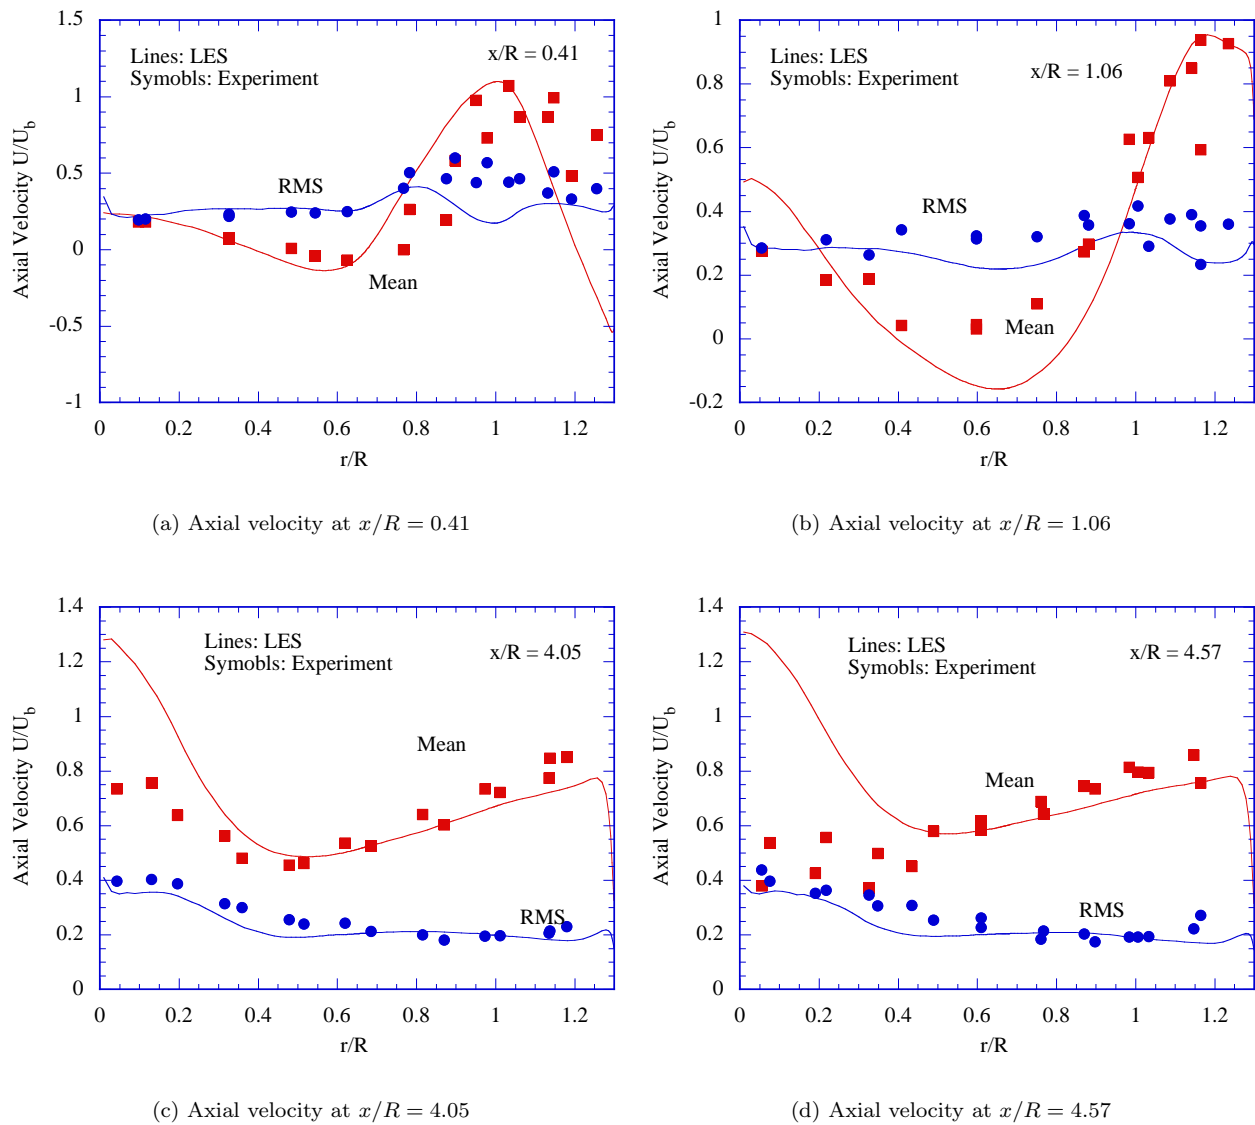 1.5
1
0.5
0
-0.5
-1
Axial Velocity U/U_b
Lines: LES
Symobls: Experiment
x/R = 0.41
RMS
Mean
0 0.2 0.4 0.6 0.8 1 1.2
r/R
(a) Axial velocity at x/R = 0.41
1
0.8
0.6
0.4
0.2
0
-0.2
Axial Velocity U/U_b
Lines: LES
Symobls: Experiment
x/R = 1.06
RMS
Mean
0 0.2 0.4 0.6 0.8 1 1.2
r/R
(b) Axial velocity at x/R = 1.06
1.4
1.2
1
0.8
0.6
0.4
0.2
0
Axial Velocity U/U_b
Lines: LES
Symobls: Experiment
x/R = 4.05
Mean
RMS
0 0.2 0.4 0.6 0.8 1 1.2
r/R
(c) Axial velocity at x/R = 4.05
1.4
1.2
1
0.8
0.6
0.4
0.2
0
Axial Velocity U/U_b
Lines: LES
Symobls: Experiment
x/R = 4.57
Mean
RMS
0 0.2 0.4 0.6 0.8 1 1.2
r/R
(d) Axial velocity at x/R = 4.57